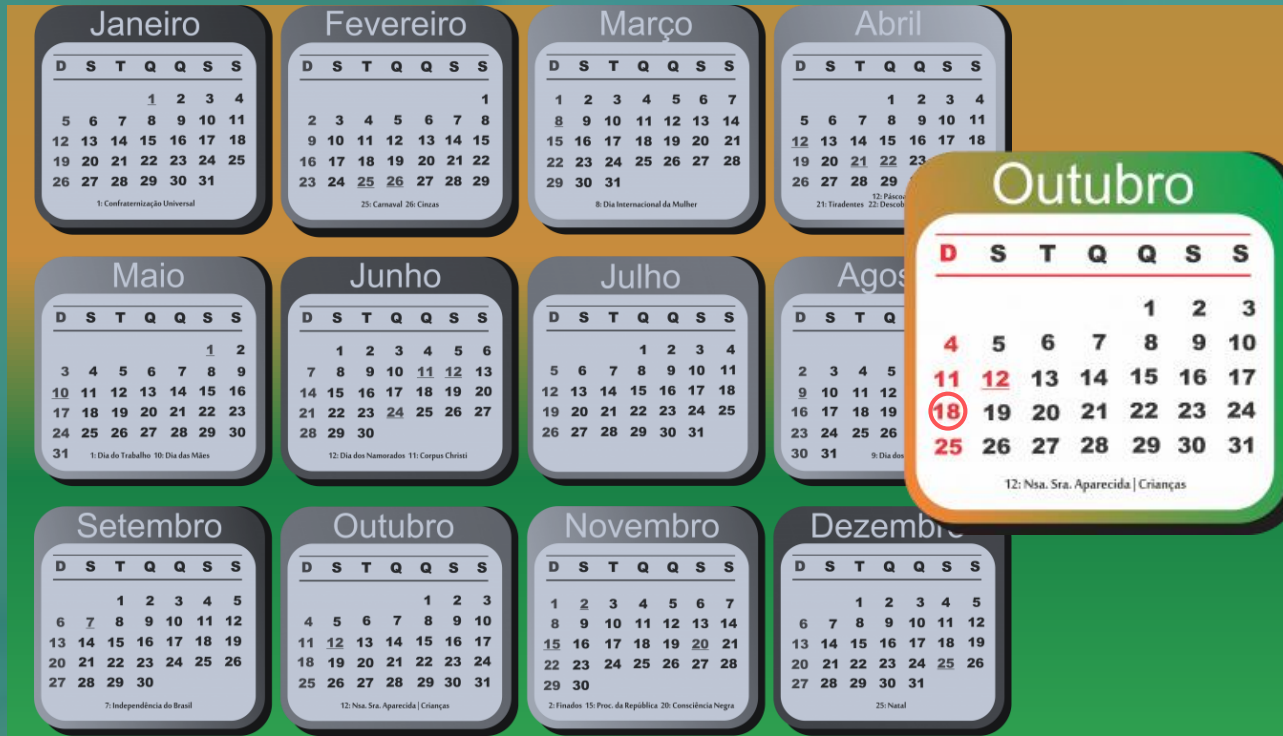 Janeiro
D S T Q Q S S
1 2 3 4
5 6 7 8 9 10 11
12 13 14 15 16 17 18
19 20 21 22 23 24 25
26 27 28 29 30 31
1: Confraternização Universal
Fevereiro
D S T Q Q S S
1
2 3 4 5 6 7 8
9 10 11 12 13 14 15
16 17 18 19 20 21 22
23 24 25 26 27 28 29
25: Carnaval 26: Cinzas
Março
D S T Q Q S S
1 2 3 4 5 6 7
8 9 10 11 12 13 14
15 16 17 18 19 20 21
22 23 24 25 26 27 28
29 30 31
8: Dia Internacional da Mulher
Abril
D S T Q Q S S
1 2 3 4
5 6 7 8 9 10 11
12 13 14 15 16 17 18
19 20 21 22 23
26 27 28 29
12:
21: Tiradentes 22:
Outubro
D S T Q Q S S
1 2 3
4 5 6 7 8 9 10
11 12 13 14 15 16 17
18 19 20 21 22 23 24
25 26 27 28 29 30 31
12: Nsa. Sra. Aparecida | Crianças
Maio
D S T Q Q S S
1 2
3 4 5 6 7 8 9
10 11 12 13 14 15 16
17 18 19 20 21 22 23
24 25 26 27 28 29 30
31 1: Dia do Trabalho 10: Dia das Mães
Junho
D S T Q Q S S
1 2 3 4 5 6
7 8 9 10 11 12 13
14 15 16 17 18 19 20
21 22 23 24 25 26 27
28 29 30
12: Dia dos Namorados 11: Corpus Christi
Julho
D S T Q Q S S
1 2 3 4
5 6 7 8 9 10 11
12 13 14 15 16 17 18
19 20 21 22 23 24 25
26 27 28 29 30 31
Agos
D S T Q
2 3 4 5
9 10 11 12
16 17 18 19
23 24 25 26
30 31 9: Dia dos
Setembro
D S T Q Q S S
1 2 3 4 5
6 7 8 9 10 11 12
13 14 15 16 17 18 19
20 21 22 23 24 25 26
27 28 29 30
7: Independência do Brasil
Outubro
D S T Q Q S S
1 2 3
4 5 6 7 8 9 10
11 12 13 14 15 16 17
18 19 20 21 22 23 24
25 26 27 28 29 30 31
12: Nsa. Sra. Aparecida | Crianças
Novembro
D S T Q Q S S
1 2 3 4 5 6 7
8 9 10 11 12 13 14
15 16 17 18 19 20 21
22 23 24 25 26 27 28
29 30
2: Finados 15: Proc. da República 20: Consciência Negra
Dezembro
D S T Q Q S S
1 2 3 4 5
6 7 8 9 10 11 12
13 14 15 16 17 18 19
20 21 22 23 24 25 26
27 28 29 30 31
25: Natal